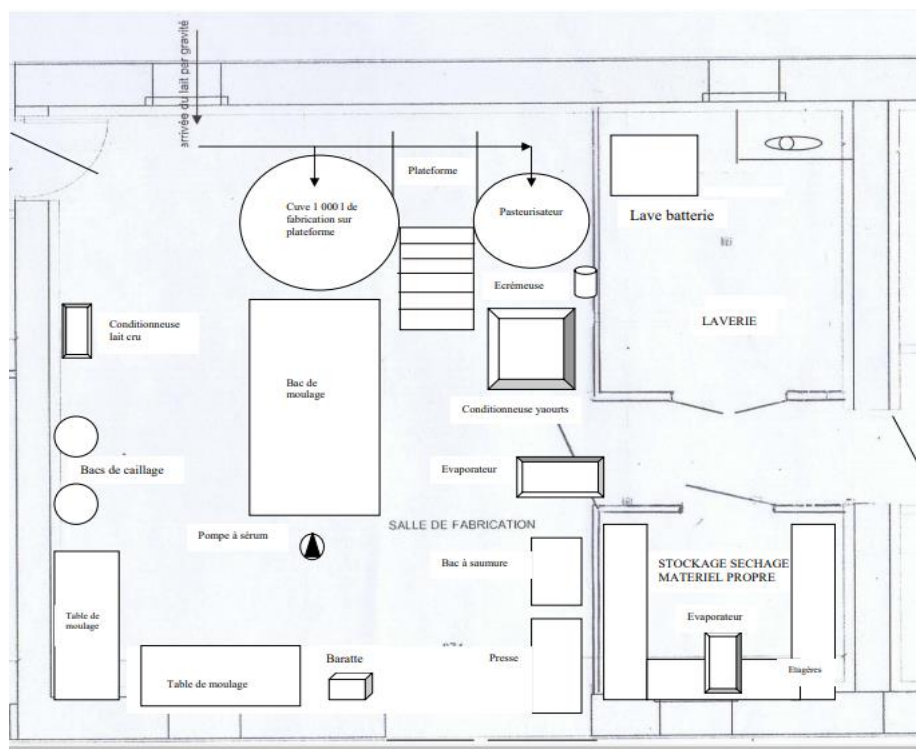 arrivée du lait par gravité
Plateforme
Cuve 1 000 l de
fabrication sur
plateforme
Pasteurisateur
Lave batterie
Ecrémeuse
LAVERIE
Conditionneuse
lait cru
Bac de
moulage
Conditionneuse yaourts
Bacs de caillage
Evaporateur
SALLE DE FABRICATION
Pompe à sérum
Bac à saumure
STOCKAGE SECHAGE
MATERIEL PROPRE
Evaporateur
Table de
moulage
Baratte
Presse
Etagères
Table de moulage